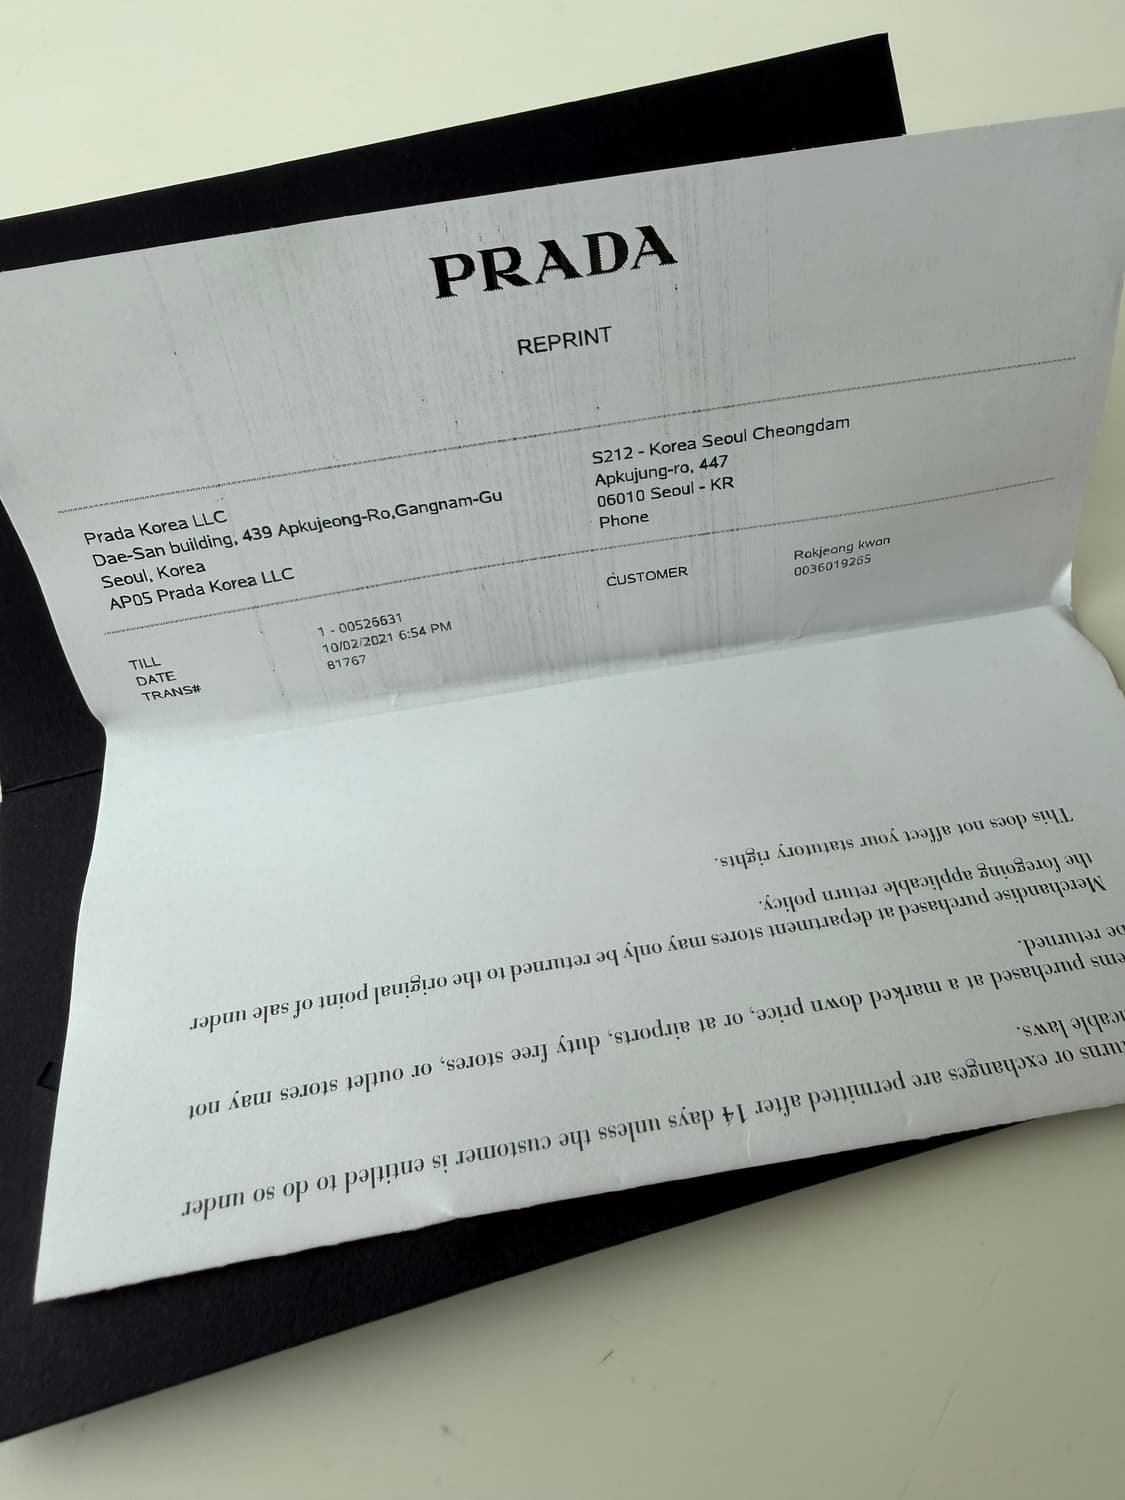 PRADA
REPRINT
Prada Korea LLC
Dae-San building, 439 Apkujeong-Ro,Gangnam-Gu
Seoul, Korea
AP05 Prada Korea LLC
S212 - Korea Seoul Cheongdam
Apkujung-ro, 447
06010 Seoul - KR
Phone
TILL 1 - 00526631
DATE 10/02/2021 6:54 PM
TRANS# 81767
CUSTOMER Rokjeong kwon
0036019265
urns or exchanges are permitted after 14 days unless the customer is entitled to do so under
icable laws.
ems purchased at a marked down price, or at airports, duty free stores, or outlet stores may not
be returned.
Merchandise purchased at department stores may only be returned to the original point of sale under
the foregoing applicable return policy.
This does not affect your statutory rights.